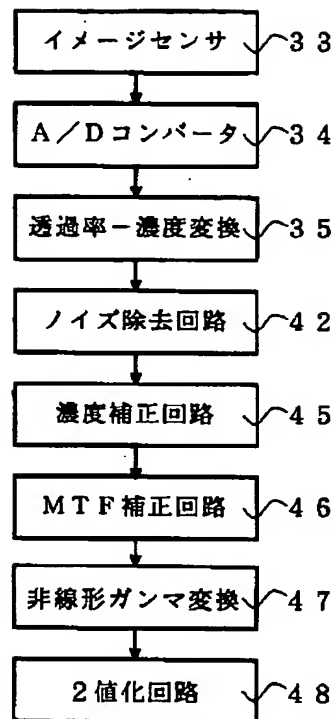 イメージセンサ 33
A/Dコンバータ 34
透過率-濃度変換 35
ノイズ除去回路 42
濃度補正回路 45
MTF補正回路 46
非線形ガンマ変換 47
2値化回路 48